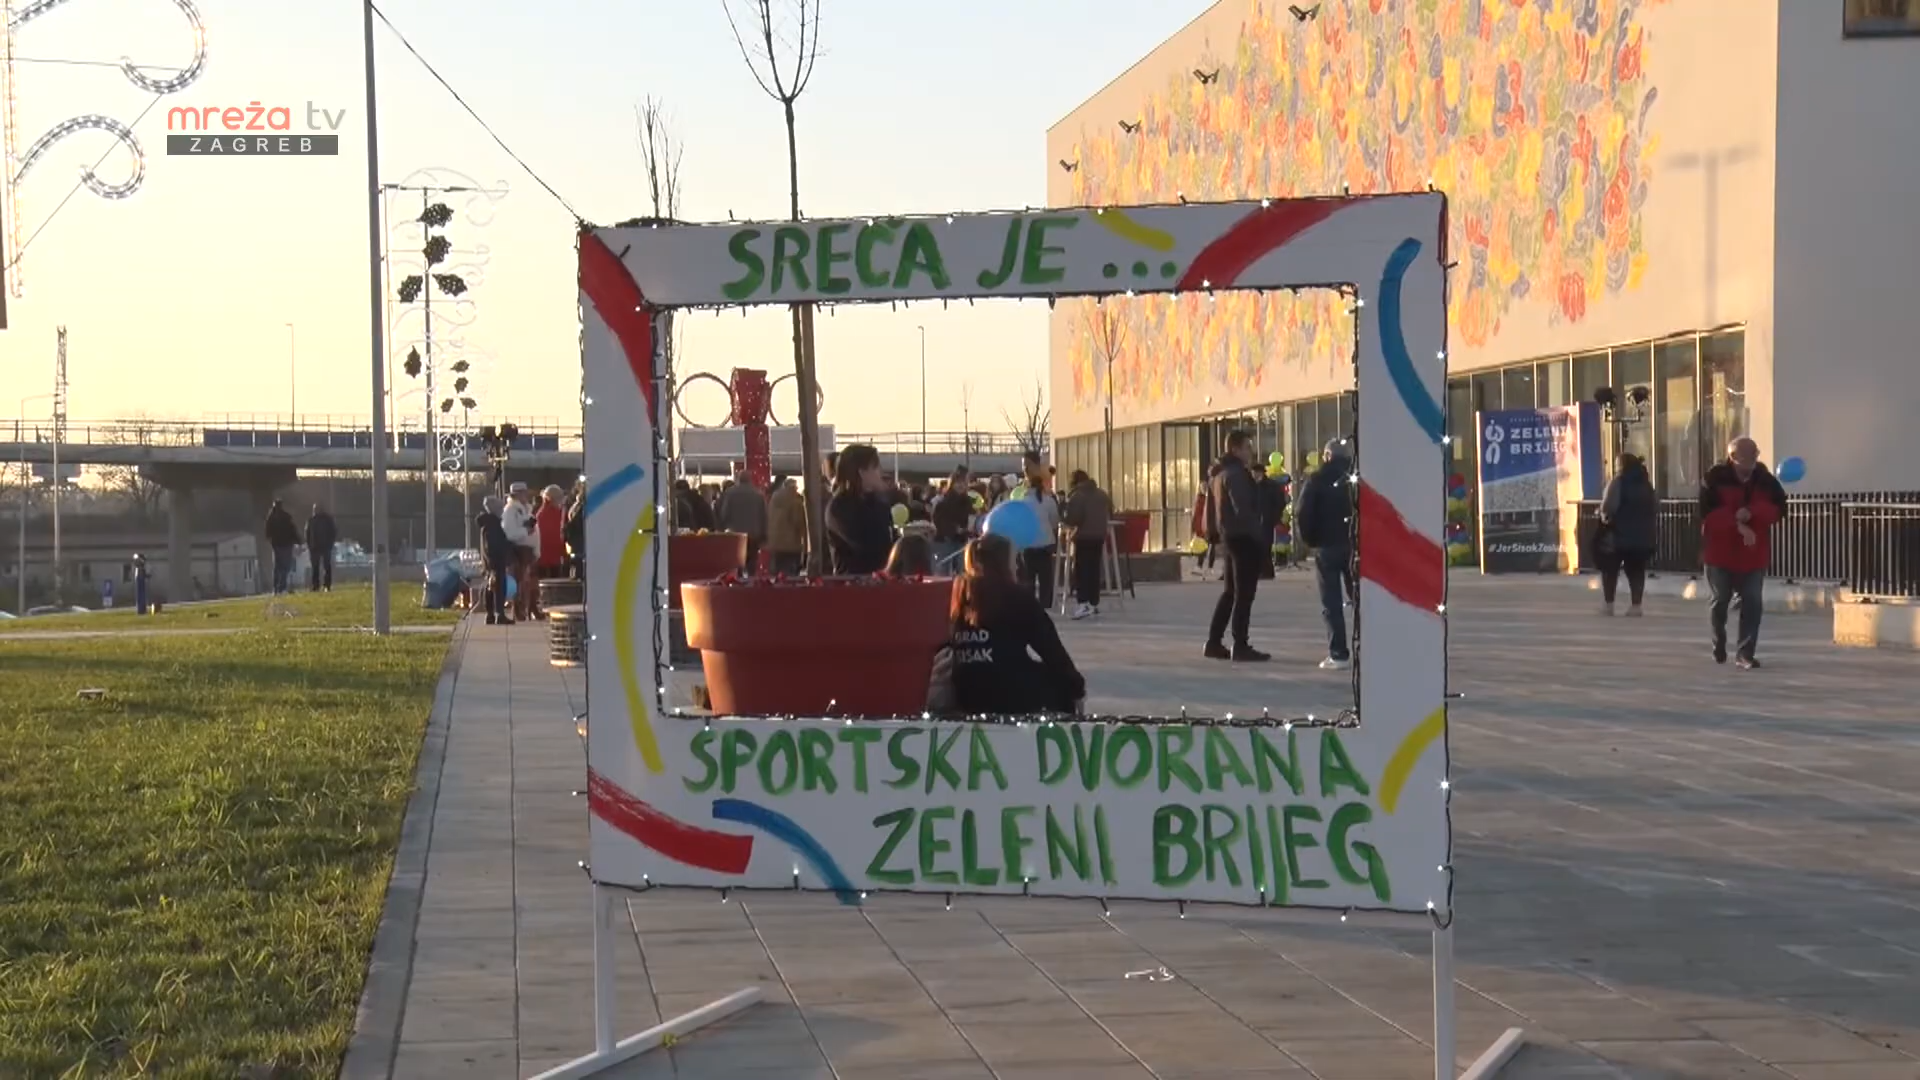 mreža tv
ZAGREB
SREĆA JE ...
ZELENI
BRIJEG
#JerSisakZaslu
GRAD
SISAK
SPORTSKA DVORANA
ZELENI BRIJEG